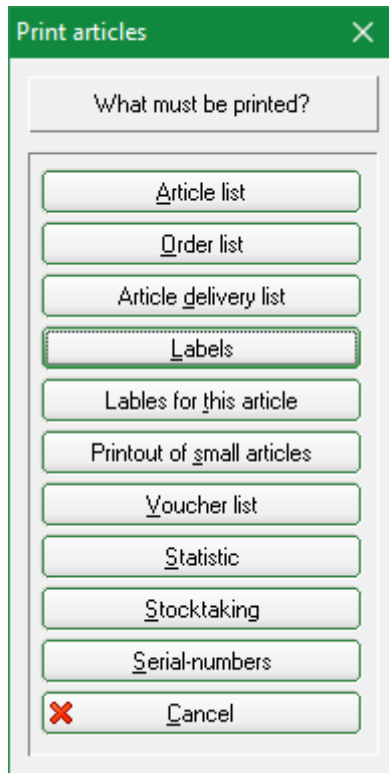 Print articles
What must be printed?
Article list
Order list
Article delivery list
Labels
Lables for this article
Printout of small articles
Voucher list
Statistic
Stocktaking
Serial-numbers
Cancel